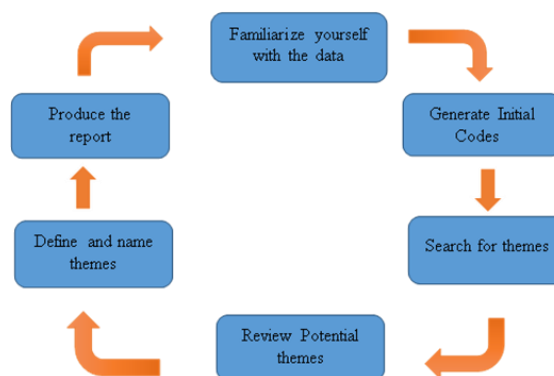 Familiarize yourself
with the data
Generate Initial
Codes
Search for themes
Review Potential
themes
Define and name
themes
Produce the
report